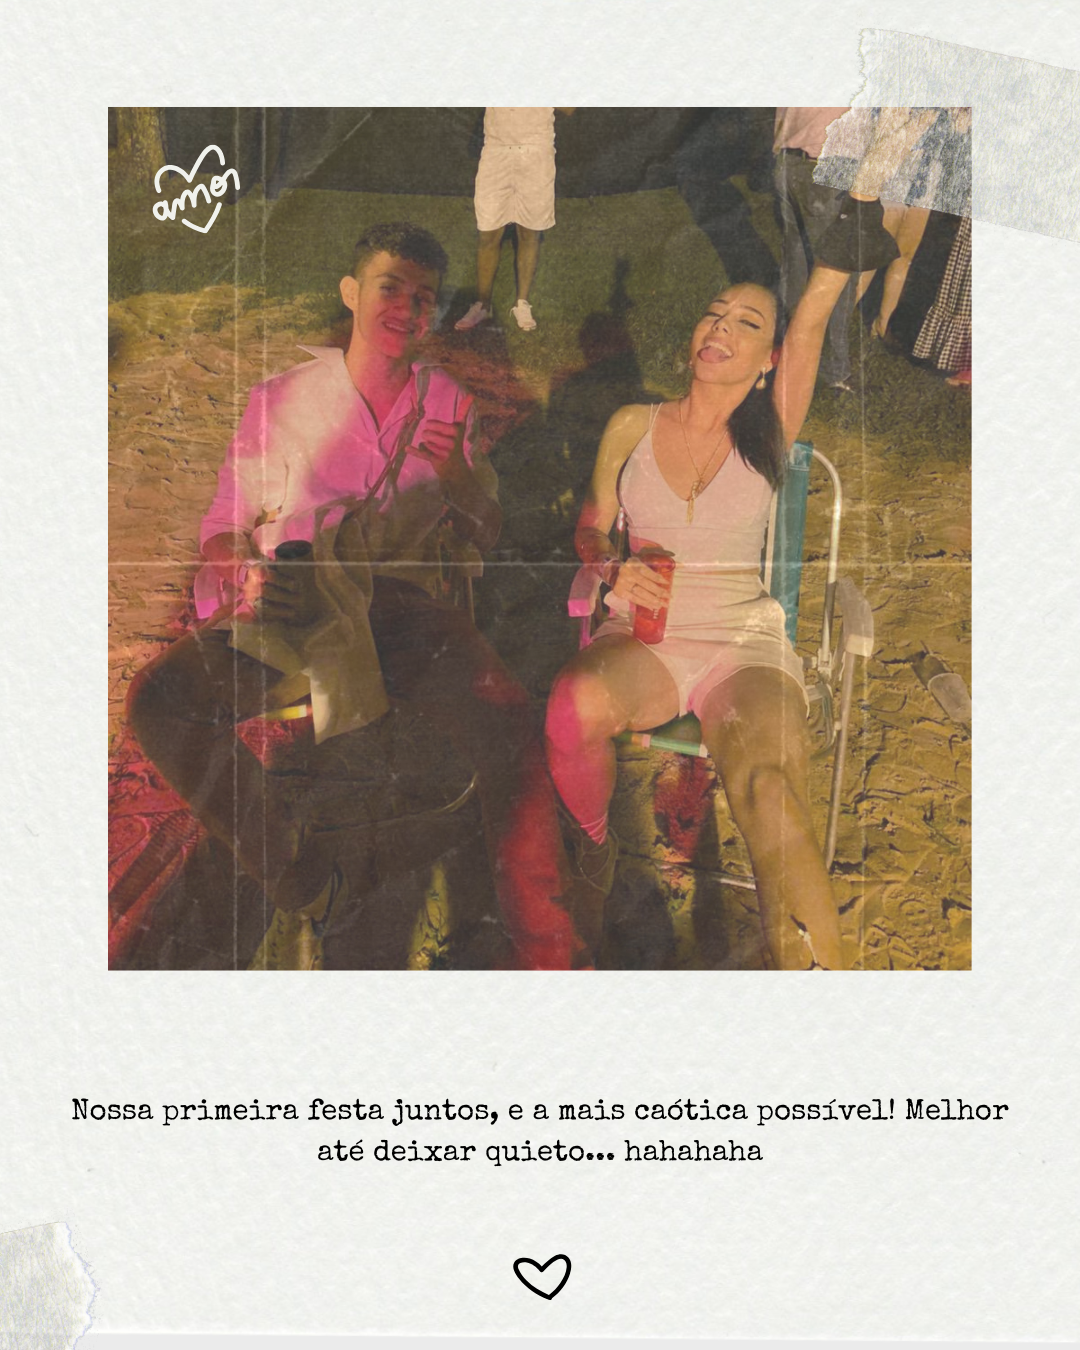 amor
Nossa primeira festa juntos, e a mais caótica possível! Melhor
até deixar quieto... hahahaha